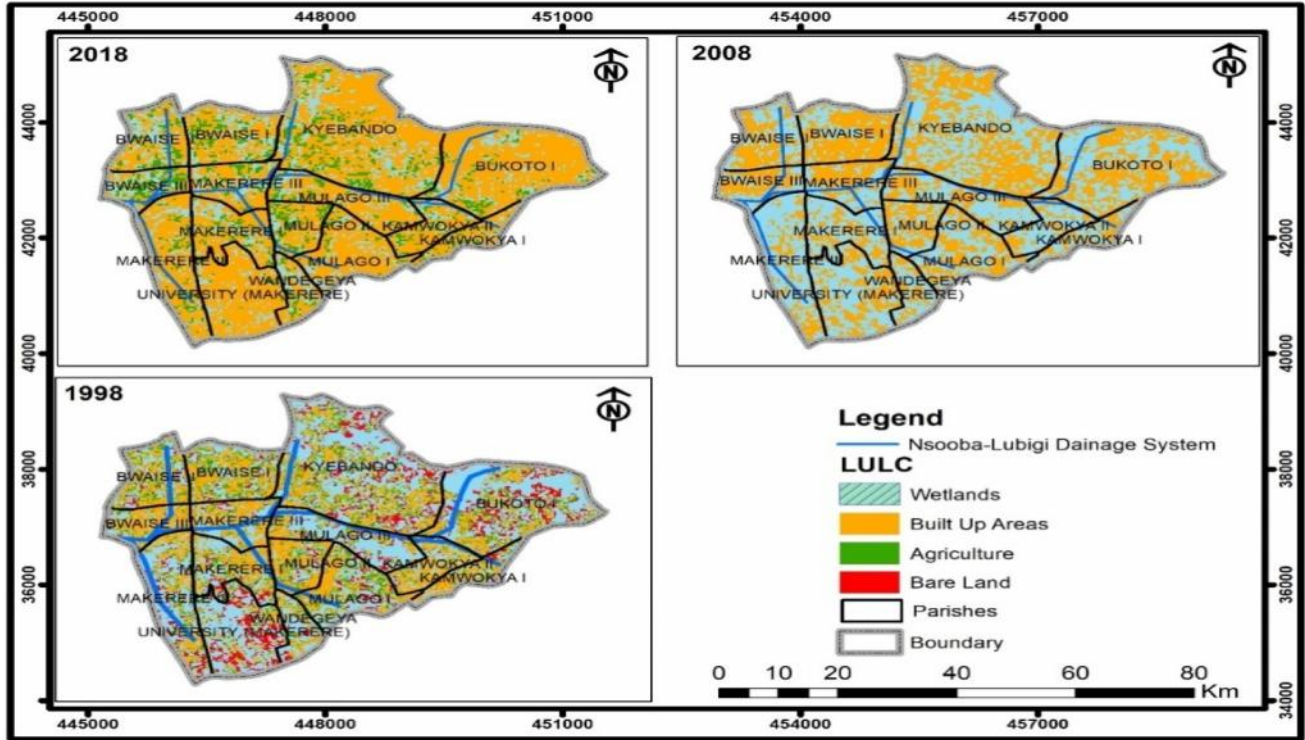 445000 448000 451000 454000 457000
2018
N
BWAISE I
BWAISE I
KYEBANDO
BUKOTO I
BWAISE III
MAKERERE III
MULAGO III
MAKERERE I
MULAGO II
KAMWOKYA II
KAMWOKYA I
MAKERERE II
MULAGO I
WANDEGEYA
UNIVERSITY (MAKERERE)
2008
N
BWAISE
BWAISE I
KYEBANDO
BUKOTO I
BWAISE III
MAKERERE III
MULAGO III
MAKERERE I
MULAGO II
KAMWOKYA II
KAMWOKYA I
MAKERERE II
MULAGO I
WANDEGEYA
UNIVERSITY (MAKERERE)
1998
N
BWAISE
BWAISE I
KYEBANDO
BUKOTO I
BWAISE III
MAKERERE III
MULAGO III
MAKERERE I
MULAGO II
KAMWOKYA II
KAMWOKYA I
MAKERERE II
MULAGO I
WANDEGEYA
UNIVERSITY (MAKERERE)
Legend
Nsooba-Lubigi Dainage System
LULC
Wetlands
Built Up Areas
Agriculture
Bare Land
Parishes
Boundary
0 10 20 40 60 80
Km
44000
42000
40000
38000
36000
44000
42000
40000
38000
36000
34000
445000 448000 451000 454000 457000